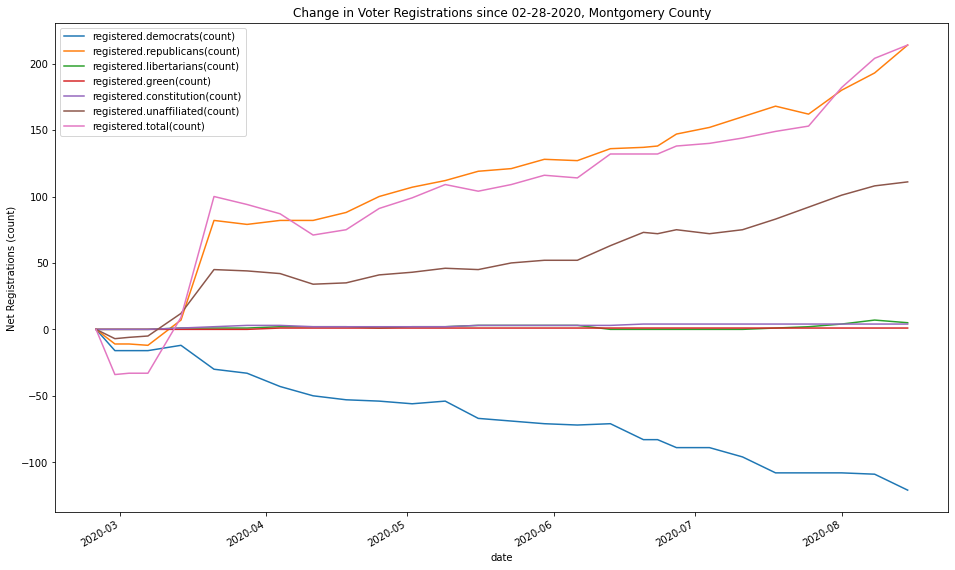 Change in Voter Registrations since 02-28-2020, Montgomery County
registered.democrats(count)
registered.republicans(count)
registered.libertarians(count)
registered.green(count)
registered.constitution(count)
registered.unaffiliated(count)
registered.total(count)
Net Registrations (count)
200
150
100
50
0
−50
−100
2020-03
2020-04
2020-05
2020-06
2020-07
2020-08
date